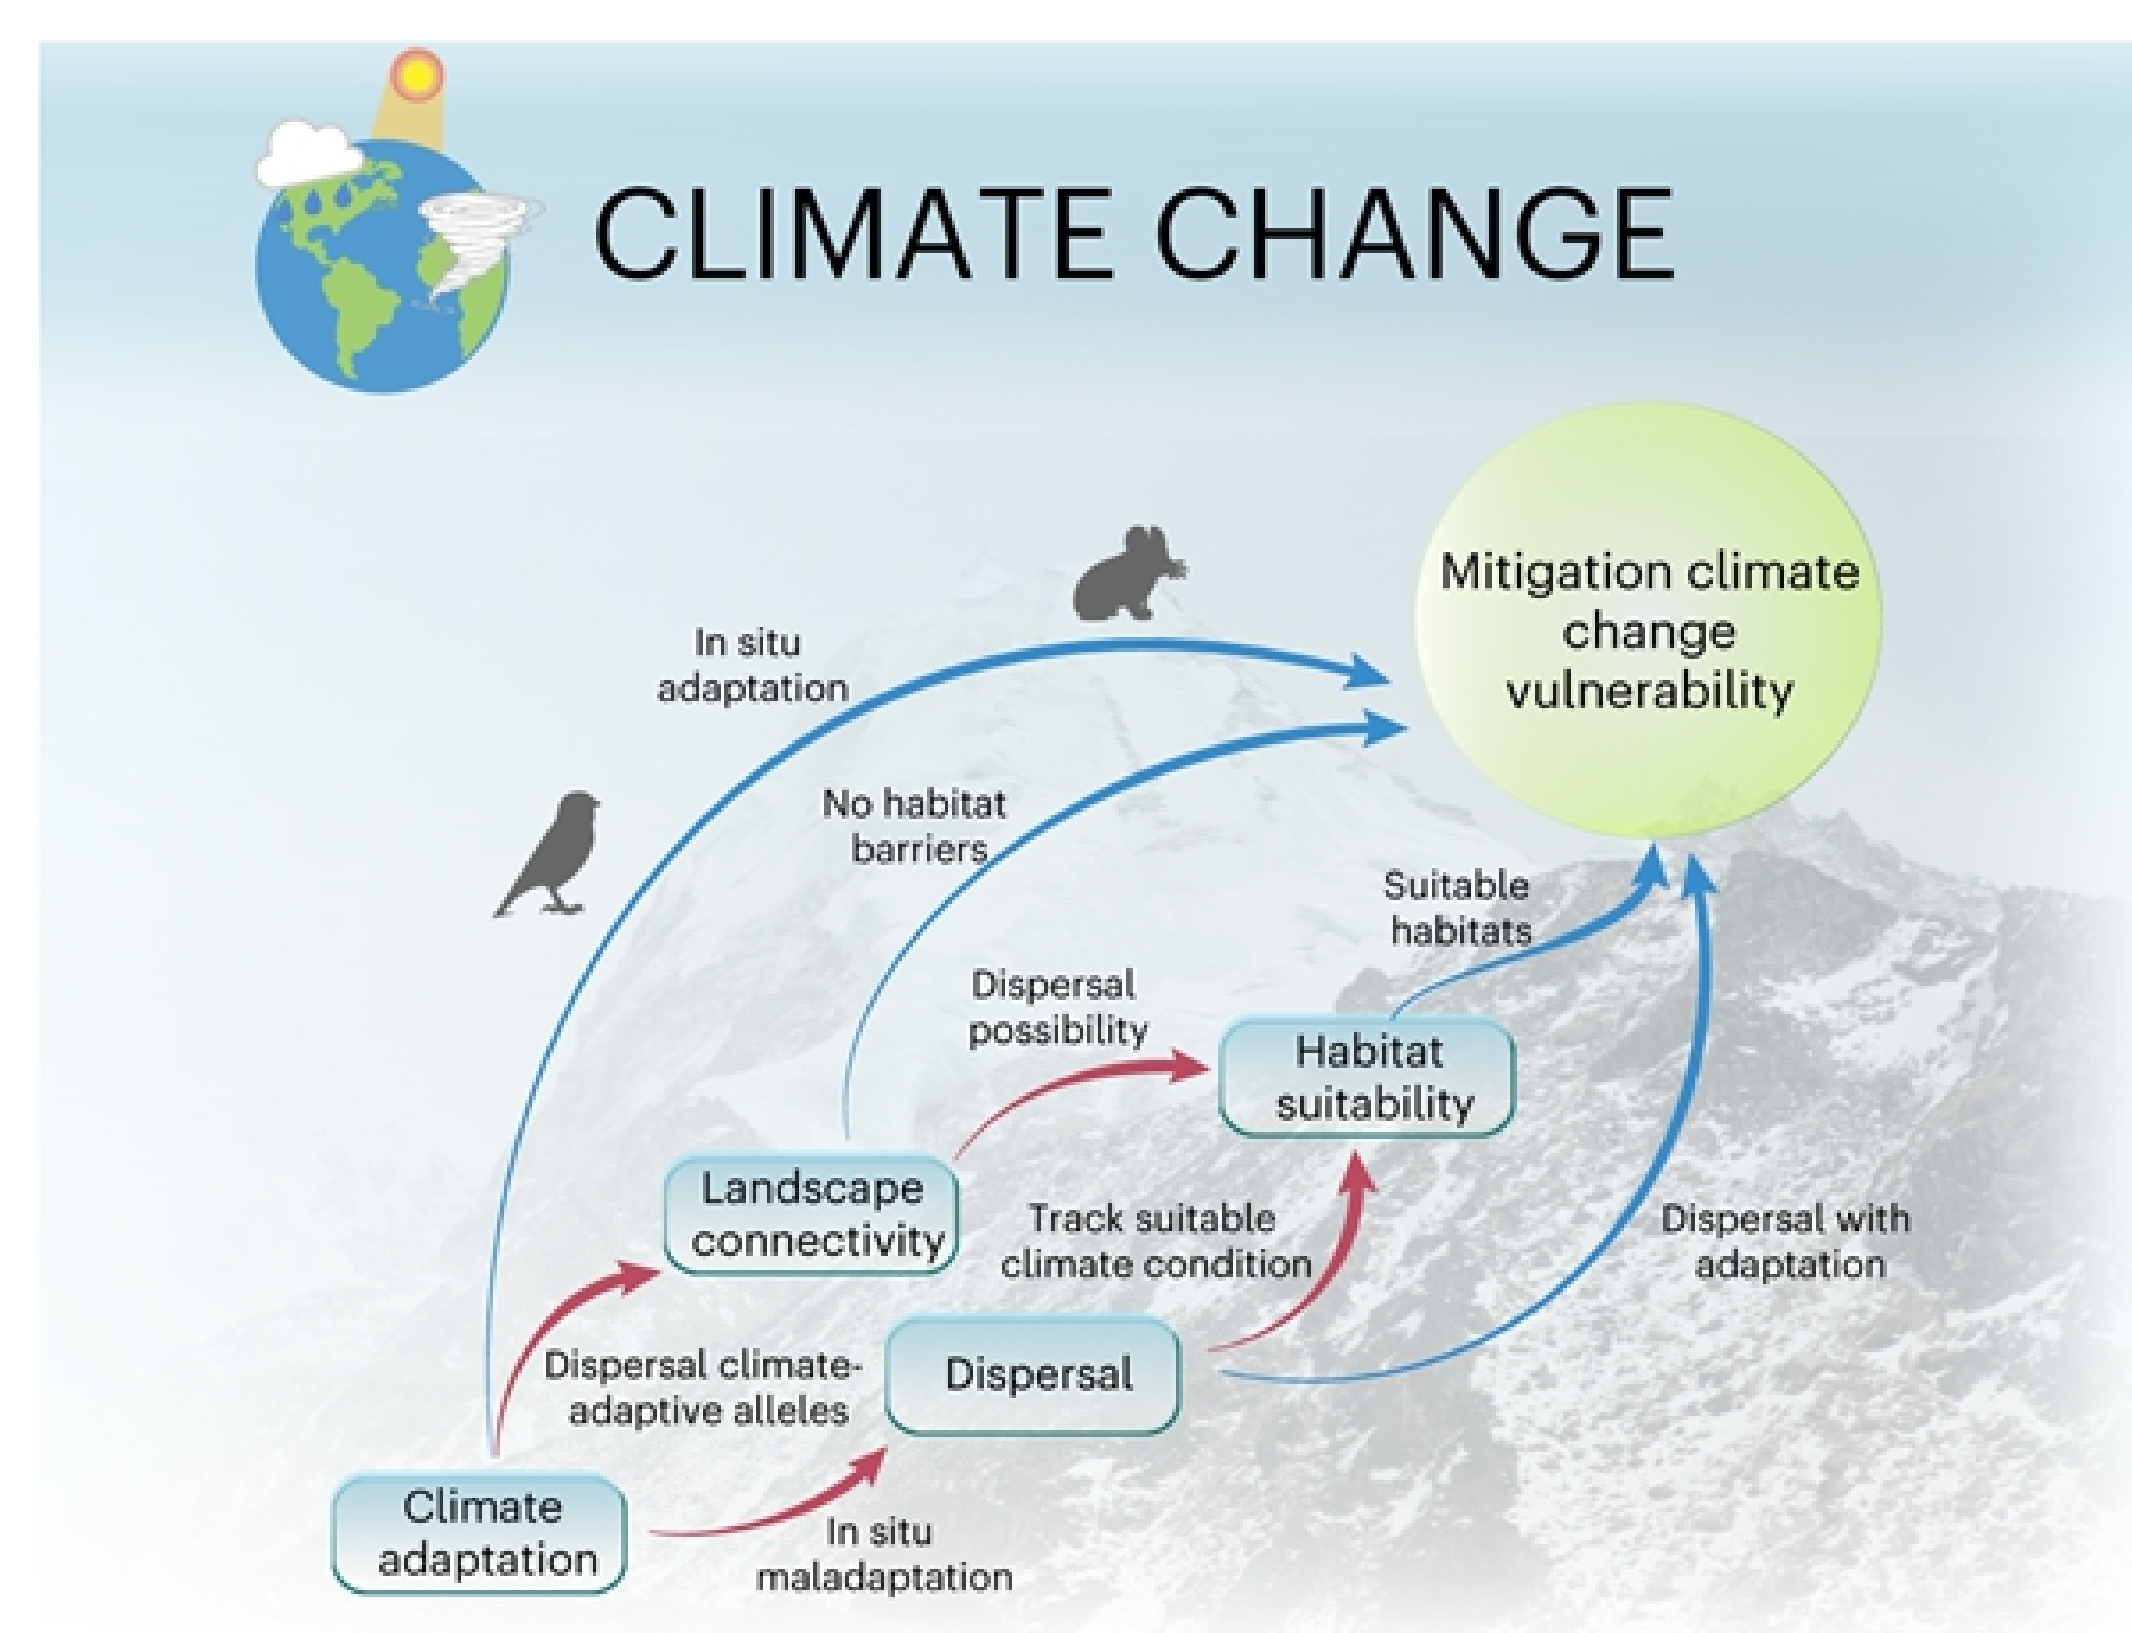 CLIMATE CHANGE
Mitigation climate
change
vulnerability
In situ
adaptation
No habitat
barriers
Suitable
habitats
Dispersal
possibility
Habitat
suitability
Landscape
connectivity
Track suitable
climate condition
Dispersal with
adaptation
Dispersal climate-
adaptive alleles
Dispersal
Climate
adaptation
In situ
maladaptation